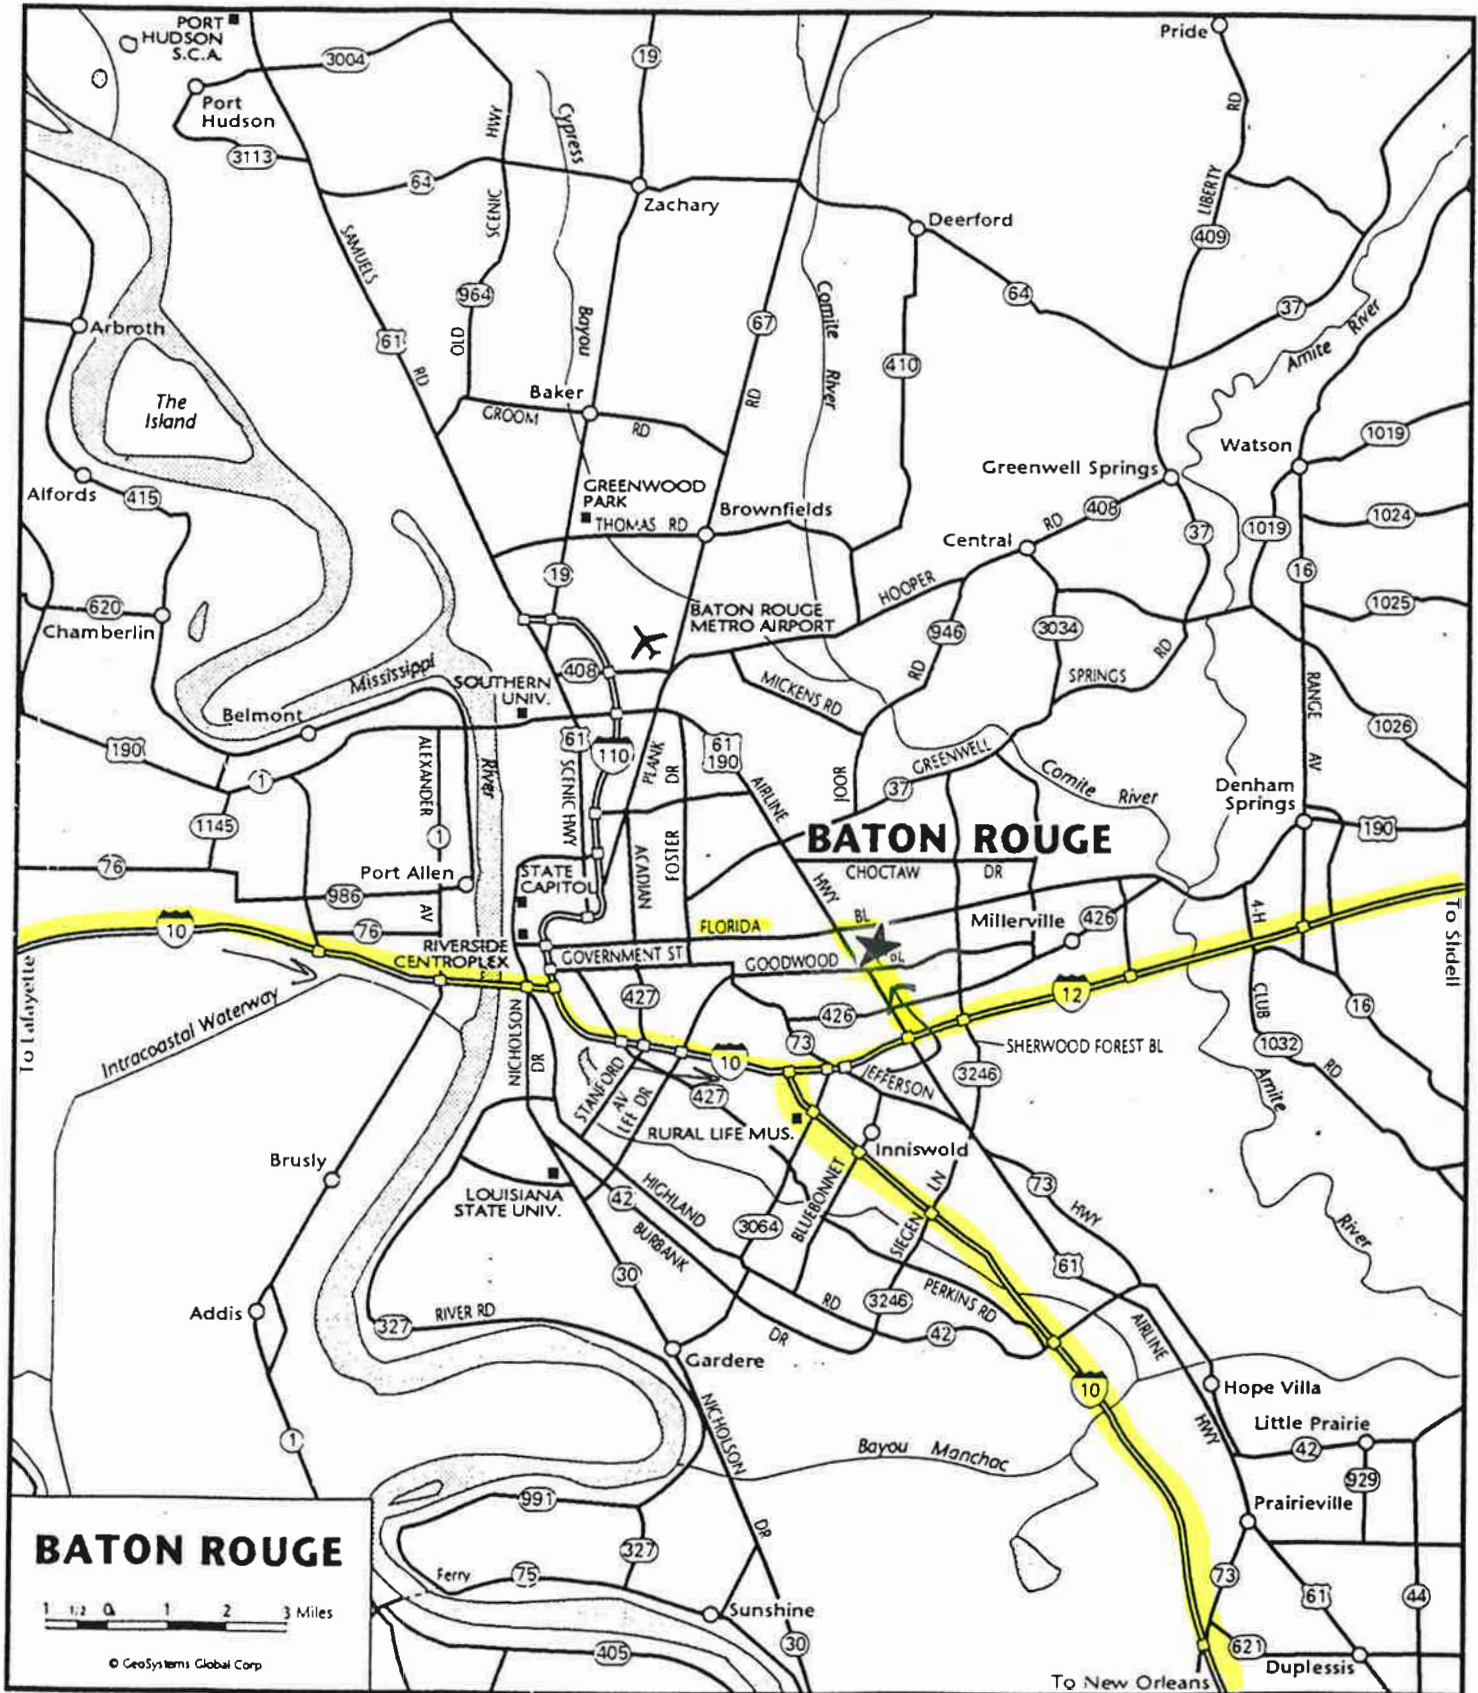 PORT
HUDSON
S.C.A.
3004
19
Pride
Port
Hudson
HWY
Cypress
RD
3113
64
SCENIC
Zachary
LIBERTY
Deerford
409
SAMUELS
964
64
37
Arbroth
61
OLD
Bayou
67
Comite
River
Amite River
RD
410
The
Island
Baker
RD
GROOM
RD
1019
Watson
Greenwell Springs
Alfords
415
GREENWOOD
PARK
THOMAS RD
Brownfields
408
RD
1024
Central
37
1019
19
16
HOOPER
620
Chamberlin
BATON ROUGE
METRO AIRPORT
1025
946
3034
Mississippi
408
RD
SPRINGS
RD
SOUTHERN
UNIV.
MICKENS RD
RANGE
AV
Belmont
1026
190
ALEXANDER
River
61
110
PLANK
DR
61
190
GREENWELL
1
SCENIC HWY
AIRLINE
JOOR
37
Comite River
Denham
Springs
1145
1
FOSTER
BATON ROUGE
190
76
Port Allen
STATE
CAPITOL
ACADIAN
HWY
CHOCTAW DR
986
AV
FLORIDA BL
Millerville
426
4-H
To Slidell
10
76
RIVERSIDE
CENTROPLEX
GOVERNMENT ST
GOODWOOD BL
To Lafayette
427
12
CLUB
16
Intracoastal Waterway
NICHOLSON
DR
426
73
10
SHERWOOD FOREST BL
1032
RD
STANFORD
AV
LEE DR
427
JEFFERSON
3246
Amite
RURAL LIFE MUS.
Inniswold
Brusly
LOUISIANA
STATE UNIV.
42
HIGHLAND
BLUEBONNET
LN
73
HWY
3064
SIEGEN
River
BURBANK
30
61
Addis
RIVER RD
327
RD
3246
PERKINS RD
DR
42
AIRLINE
Gardere
10
Hope Villa
NICHOLSON
HWY
Little Prairie
1
Bayou Manchac
42
929
991
Prairieville
BATON ROUGE
DR
327
Ferry
75
73
61
44
1 1/2 0 1 2 3 Miles
Sunshine
405
30
621
Duplessis
© GeoSystems Global Corp
To New Orleans